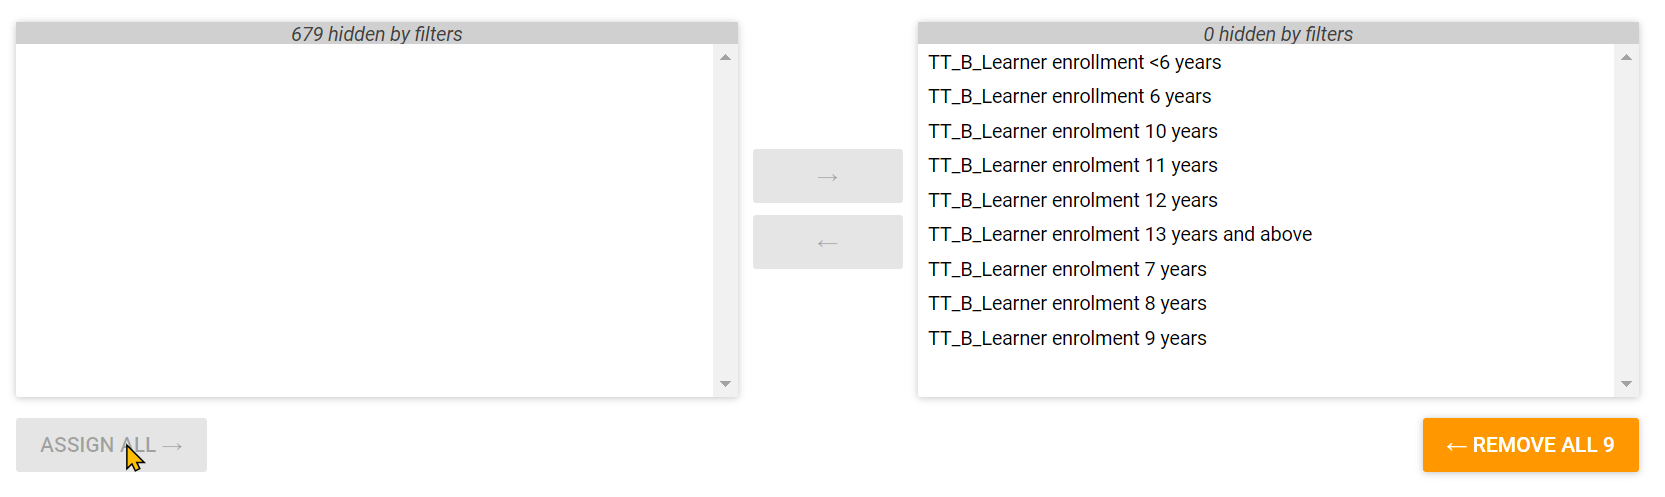 679 hidden by filters
0 hidden by filters
TT_B_Learner enrollment <6 years
TT_B_Learner enrollment 6 years
TT_B_Learner enrolment 10 years
TT_B_Learner enrolment 11 years
TT_B_Learner enrolment 12 years
TT_B_Learner enrolment 13 years and above
TT_B_Learner enrolment 7 years
TT_B_Learner enrolment 8 years
TT_B_Learner enrolment 9 years
→
←
ASSIGN ALL →
← REMOVE ALL 9